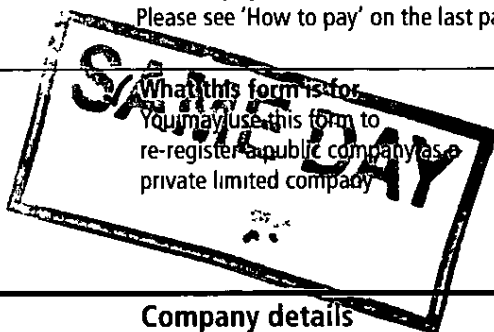 Please see 'How to pay' on the last pa
What this form is for
You may use this form to
re-register a public company as a
private limited company
SAME DAY
Company details